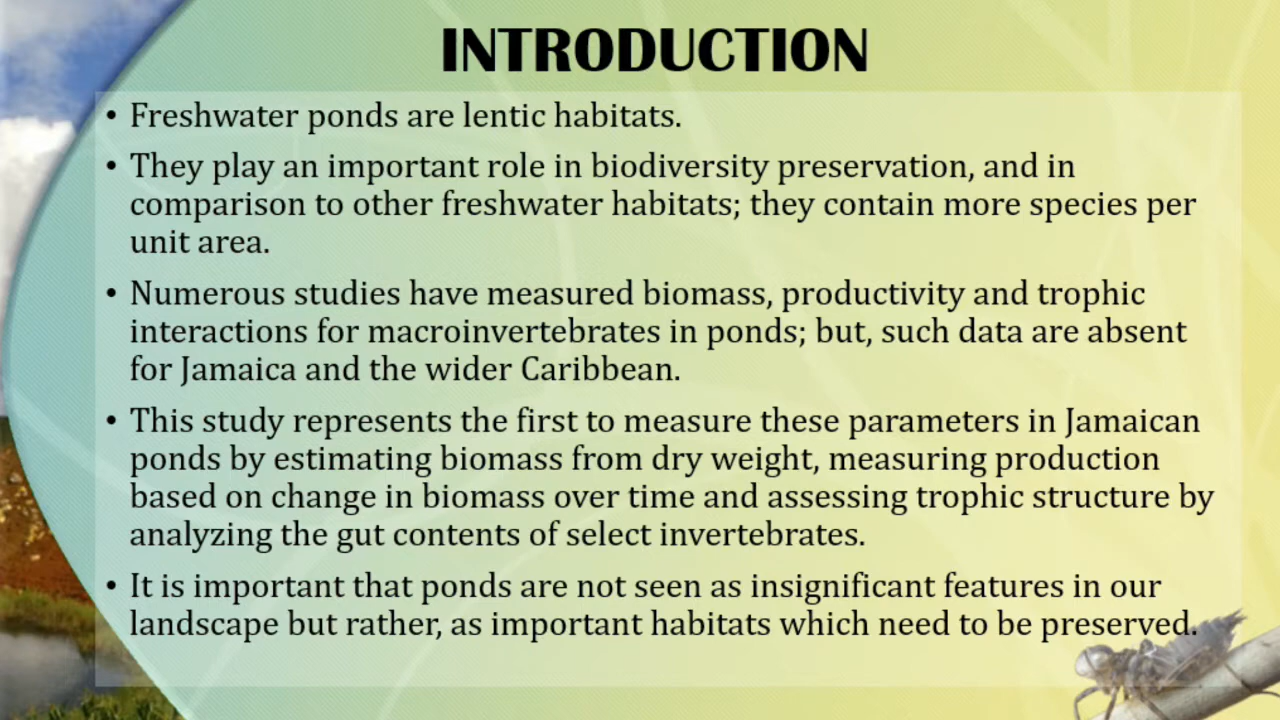 INTRODUCTION
• Freshwater ponds are lentic habitats.
• They play an important role in biodiversity preservation, and in
comparison to other freshwater habitats; they contain more species per
unit area.
• Numerous studies have measured biomass, productivity and trophic
interactions for macroinvertebrates in ponds; but, such data are absent
for Jamaica and the wider Caribbean.
• This study represents the first to measure these parameters in Jamaican
ponds by estimating biomass from dry weight, measuring production
based on change in biomass over time and assessing trophic structure by
analyzing the gut contents of select invertebrates.
• It is important that ponds are not seen as insignificant features in our
landscape but rather, as important habitats which need to be preserved.